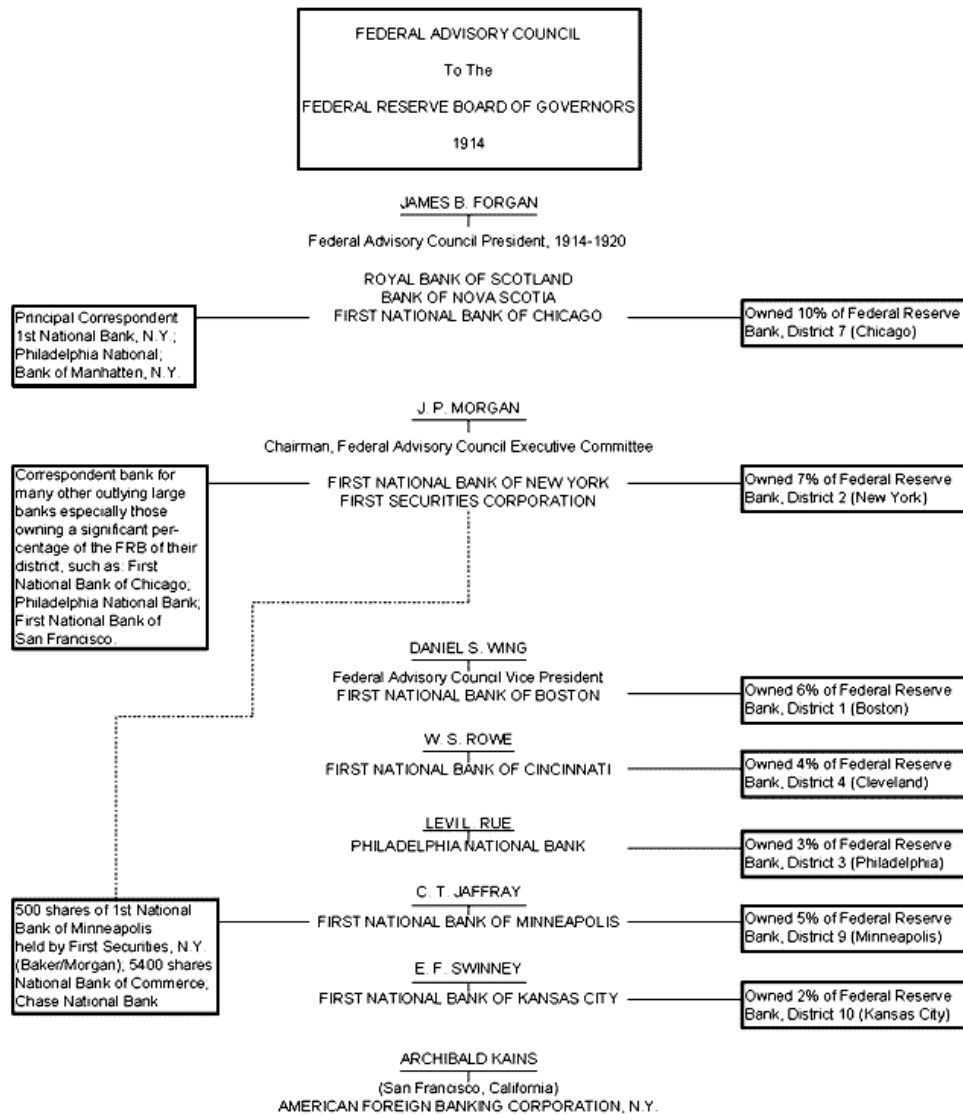 FEDERAL ADVISORY COUNCIL
To The
FEDERAL RESERVE BOARD OF GOVERNORS
1914
JAMES B. FORGAN
Federal Advisory Council President, 1914-1920
ROYAL BANK OF SCOTLAND
BANK OF NOVA SCOTIA
FIRST NATIONAL BANK OF CHICAGO
Principal Correspondent
1st National Bank, N.Y.;
Philadelphia National;
Bank of Manhatten, N.Y.
Owned 10% of Federal Reserve
Bank, District 7 (Chicago)
J. P. MORGAN
Chairman, Federal Advisory Council Executive Committee
Correspondent bank for
many other outlying large
banks especially those
owning a significant per-
centage of the FRB of their
district, such as: First
National Bank of Chicago;
Philadelphia National Bank;
First National Bank of
San Francisco.
FIRST NATIONAL BANK OF NEW YORK
FIRST SECURITIES CORPORATION
Owned 7% of Federal Reserve
Bank, District 2 (New York)
DANIEL S. WING
Federal Advisory Council Vice President
FIRST NATIONAL BANK OF BOSTON
Owned 6% of Federal Reserve
Bank, District 1 (Boston)
W. S. ROWE
FIRST NATIONAL BANK OF CINCINNATI
Owned 4% of Federal Reserve
Bank, District 4 (Cleveland)
LEVI L. RUE
PHILADELPHIA NATIONAL BANK
Owned 3% of Federal Reserve
Bank, District 3 (Philadelphia)
C. T. JAFFRAY
500 shares of 1st National
Bank of Minneapolis
held by First Securities, N.Y.
(Baker/Morgan); 5400 shares
National Bank of Commerce;
Chase National Bank
FIRST NATIONAL BANK OF MINNEAPOLIS
Owned 5% of Federal Reserve
Bank, District 9 (Minneapolis)
E. F. SWINNEY
FIRST NATIONAL BANK OF KANSAS CITY
Owned 2% of Federal Reserve
Bank, District 10 (Kansas City)
ARCHIBALD KAINS
(San Francisco, California)
AMERICAN FOREIGN BANKING CORPORATION, N.Y.